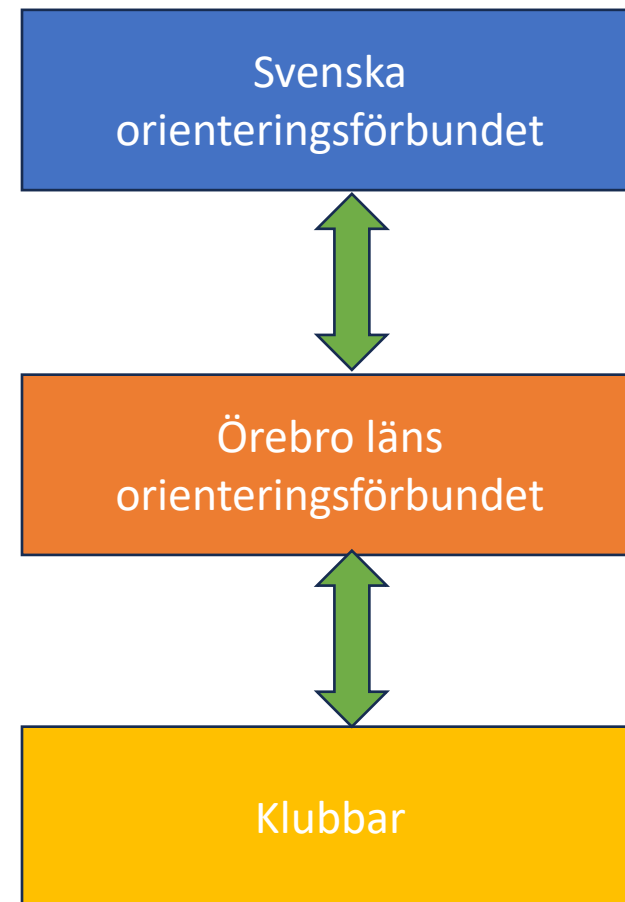 Svenska
orienteringsförbundet
Örebro läns
orienteringsförbundet
Klubbar